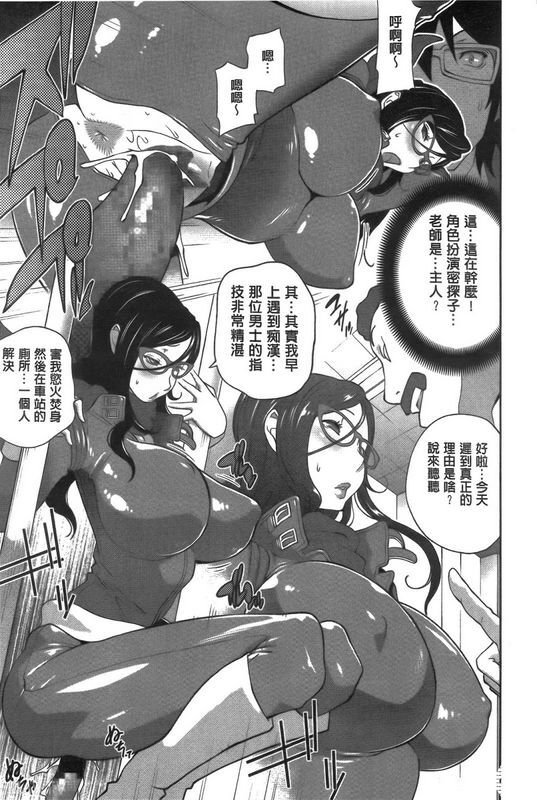 呼啊啊～
嗯…
嗯嗯～
這…這在幹麼！
角色扮演密探子…
老師是…主人？
好啦…今天
遲到真正的
理由是啥？
說來聽聽
其…其實我早
上遇到痴漢…
那位男士的指
技非常精湛
害我慾火焚身
然後在車站的
廁所…一個人
解決